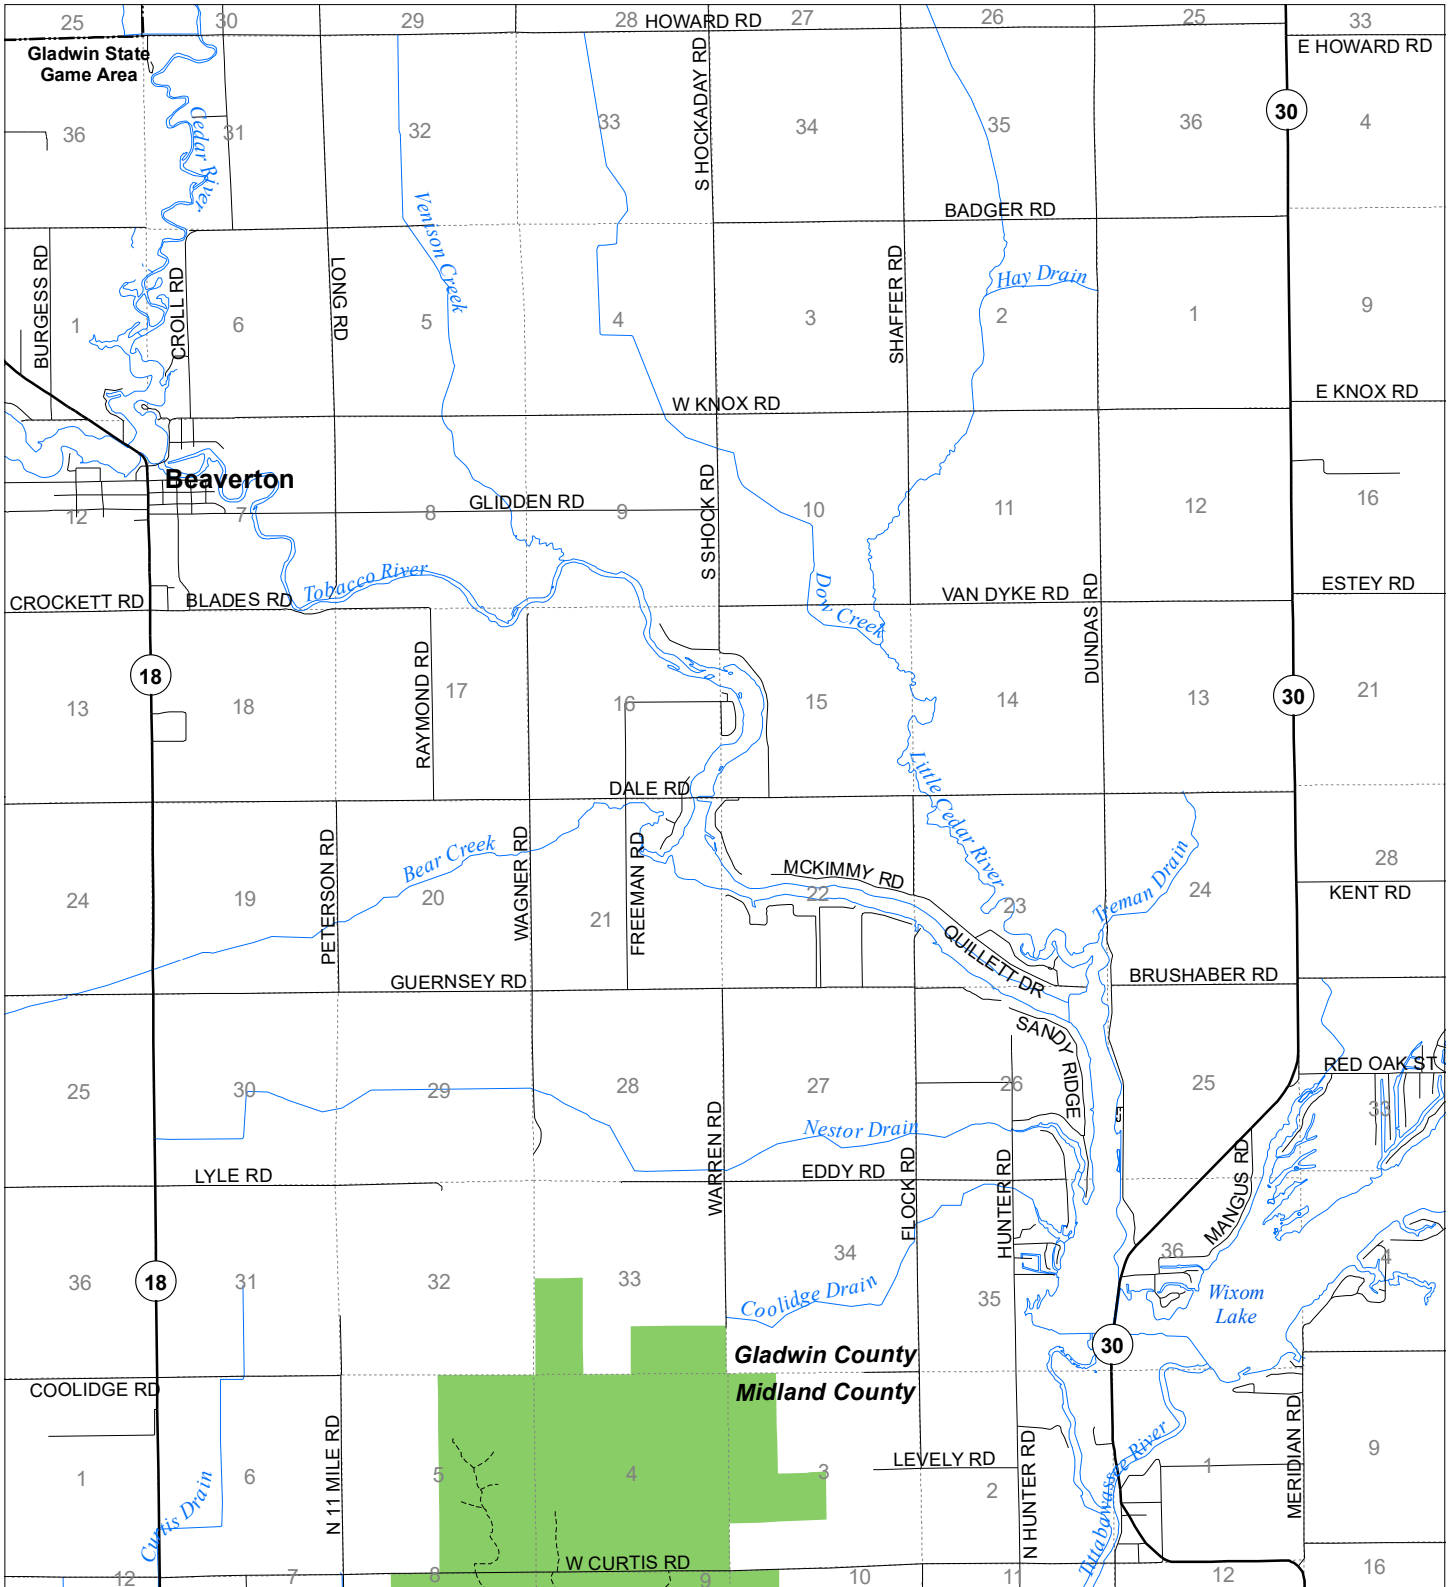 25
30
29
28
HOWARD RD
27
26
25
33
E HOWARD RD
Gladwin State
Game Area
36
Cedar River
31
32
33
S HOCKADAY RD
34
35
36
30
4
BADGER RD
BURGESS RD
1
CROLL RD
6
LONG RD
Venison Creek
5
4
3
SHAFFER RD
Hay Drain
2
1
9
W KNOX RD
E KNOX RD
Beaverton
12
7
8
GLIDDEN RD
9
S SHOCK RD
10
11
12
16
CROCKETT RD
BLADES RD
Tobacco River
Dow Creek
VAN DYKE RD
DUNDAS RD
ESTEY RD
18
13
18
RAYMOND RD
17
16
15
14
13
30
21
DALE RD
Little Cedar River
24
19
PETERSON RD
Bear Creek
20
WAGNER RD
21
FREEMAN RD
MCKIMMY RD
22
23
Treman Drain
24
28
KENT RD
QUILLETT DR
GUERNSEY RD
BRUSHABER RD
SANDY RIDGE
25
30
29
28
27
26
25
RED OAK ST
33
Nestor Drain
LYLE RD
WARREN RD
EDDY RD
FLOCK RD
HUNTER RD
MANGUS RD
36
18
31
32
33
34
Coolidge Drain
35
36
4
Wixom
Lake
30
Gladwin County
Midland County
COOLIDGE RD
1
Curtis Drain
6
N 11 MILE RD
5
4
3
LEVELY RD
2
N HUNTER RD
Tittabawassee River
1
MERIDIAN RD
9
12
7
8
W CURTIS RD
9
10
11
12
16